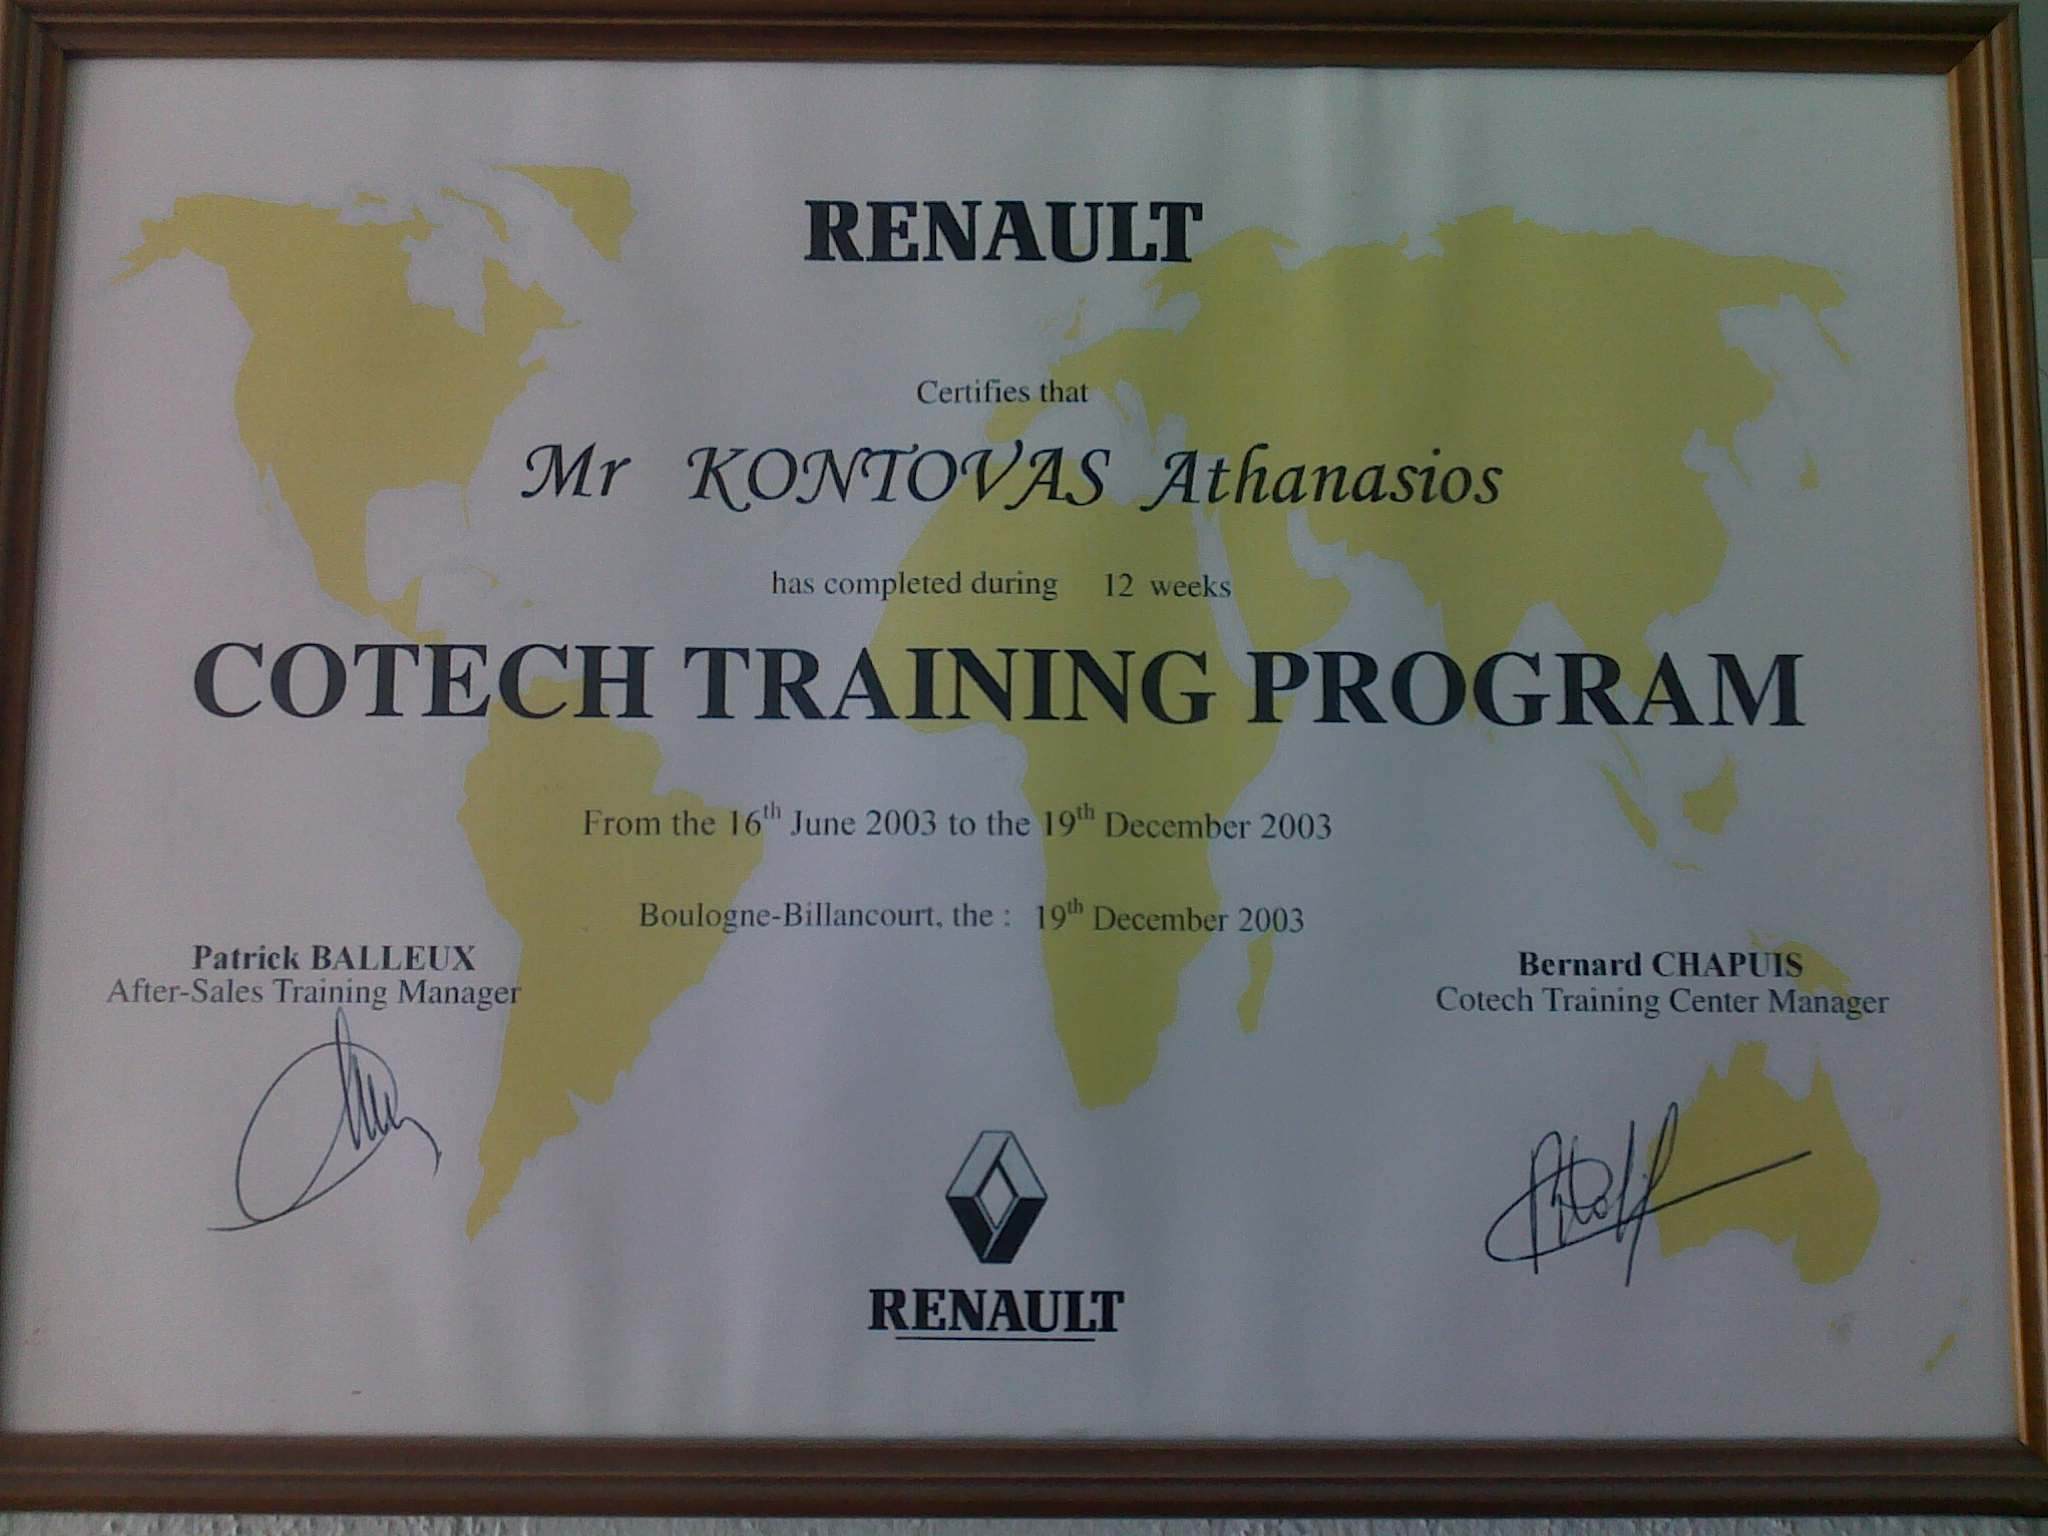 RENAULT
Certifies that
Mr KONTOVAS Athanasios
has completed during 12 weeks
COTECH TRAINING PROGRAM
From the 16th June 2003 to the 19th December 2003
Boulogne-Billancourt, the : 19th December 2003
Patrick BALLEUX
After-Sales Training Manager
Bernard CHAPUIS
Cotech Training Center Manager
RENAULT